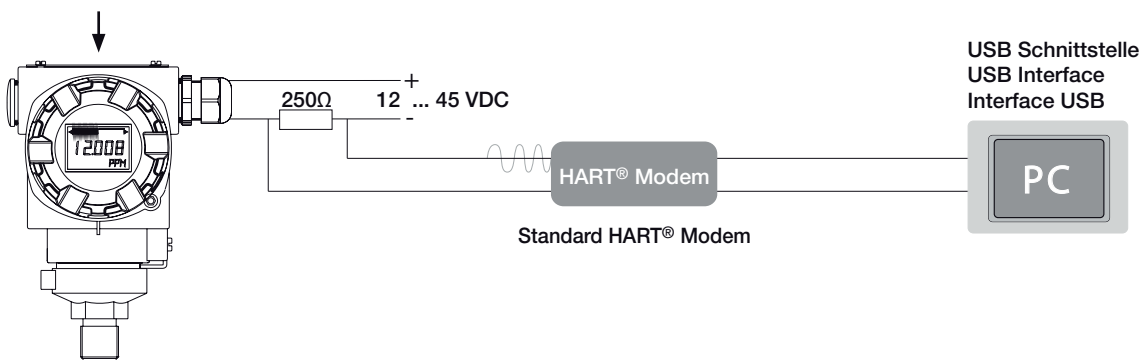 USB Schnittstelle
USB Interface
Interface USB
+
250Ω 12 ... 45 VDC
-
12.008
PPM
HART® Modem
PC
Standard HART® Modem